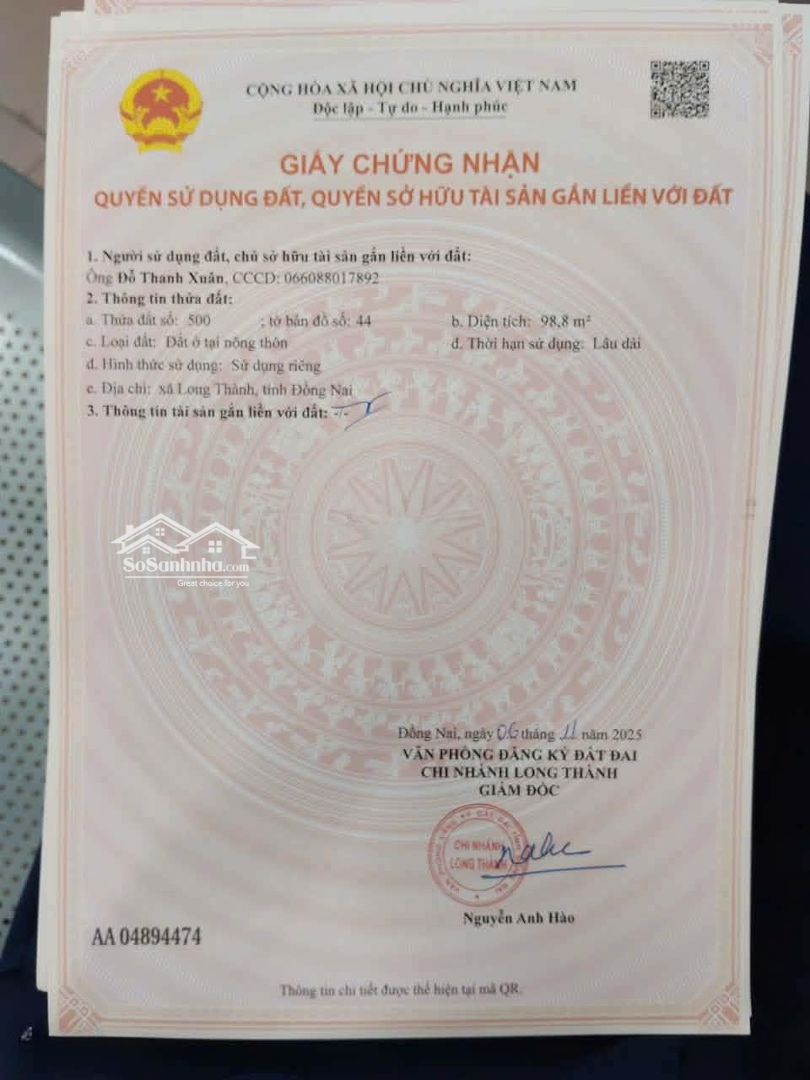 CỘNG HÒA XÃ HỘI CHỦ NGHĨA VIỆT NAM
Độc lập - Tự do - Hạnh phúc
GIẤY CHỨNG NHẬN
QUYỀN SỬ DỤNG ĐẤT, QUYỀN SỞ HỮU TÀI SẢN GẮN LIỀN VỚI ĐẤT
1. Người sử dụng đất, chủ sở hữu tài sản gắn liền với đất:
Ông Đỗ Thanh Xuân, CCCD: 066088017892
2. Thông tin thửa đất:
a. Thửa đất số: 500 ; tờ bản đồ số: 44 b. Diện tích: 98,8 m²
c. Loại đất: Đất ở tại nông thôn d. Thời hạn sử dụng: Lâu dài
đ. Hình thức sử dụng: Sử dụng riêng
e. Địa chỉ: xã Long Thành, tỉnh Đồng Nai
3. Thông tin tài sản gắn liền với đất: -/-
SoSanhnha.com
Great choice for you
Đồng Nai, ngày 06 tháng 11 năm 2025
VĂN PHÒNG ĐĂNG KÝ ĐẤT ĐAI
CHI NHÁNH LONG THÀNH
GIÁM ĐỐC
CHI NHÁNH
LONG THÀNH
Nguyễn Anh Hào
AA 04894474
Thông tin chi tiết được thể hiện tại mã QR.